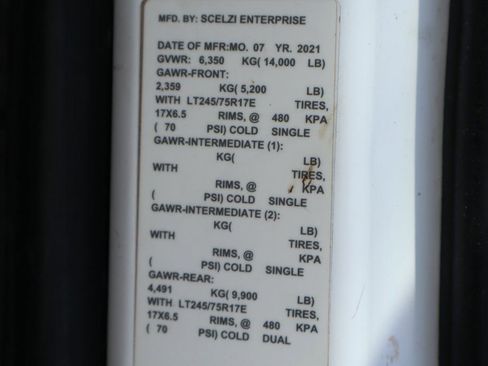 MFD. BY: SCELZI ENTERPRISE
DATE OF MFR:MO. 07 YR. 2021
GVWR: 6,350 KG( 14,000 LB)
GAWR-FRONT:
2,359 KG( 5,200 LB)
WITH LT245/75R17E TIRES,
17X6.5 RIMS, @ 480 KPA
( 70 PSI) COLD SINGLE
GAWR-INTERMEDIATE (1):
KG( LB)
WITH TIRES,
RIMS, @ KPA
( PSI) COLD SINGLE
GAWR-INTERMEDIATE (2):
KG( LB)
WITH TIRES,
RIMS, @ KPA
( PSI) COLD SINGLE
GAWR-REAR:
4,491 KG( 9,900 LB)
WITH LT245/75R17E TIRES,
17X6.5 RIMS, @ 480 KPA
( 70 PSI) COLD DUAL